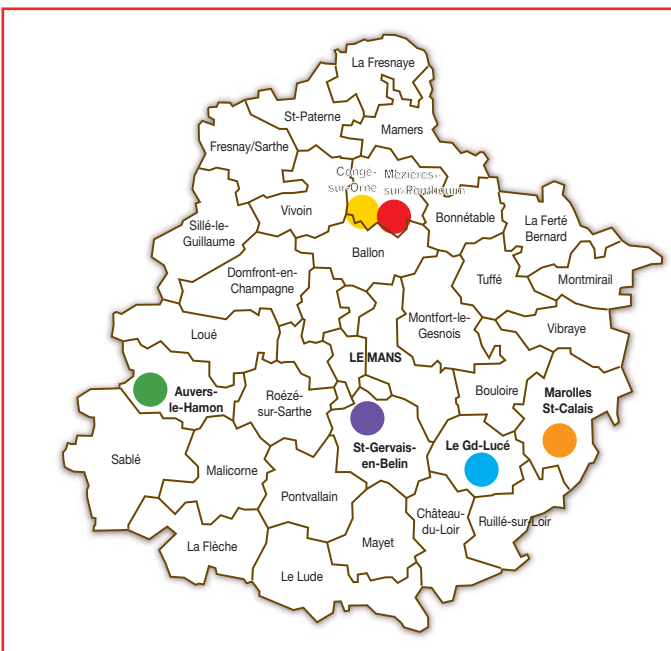 La Fresnaye
St-Paterne
Mamers
Fresnay/Sarthe
Congé-
sur-Orne
Mézières-
sur-Ponthouin
Vivoin
Bonnétable
La Ferté
Bernard
Sillé-le-
Guillaume
Ballon
Domfront-en-
Champagne
Tuffé
Montmirail
Montfort-le-
Gesnois
Loué
Vibraye
LE MANS
Auvers-
le-Hamon
Roézé-
sur-Sarthe
Bouloire
Marolles
St-Calais
St-Gervais-
en-Belin
Le Gd-Lucé
Sablé
Malicorne
Pontvallain
Château-
du-Loir
Ruillé-sur-Loir
La Flèche
Mayet
Le Lude